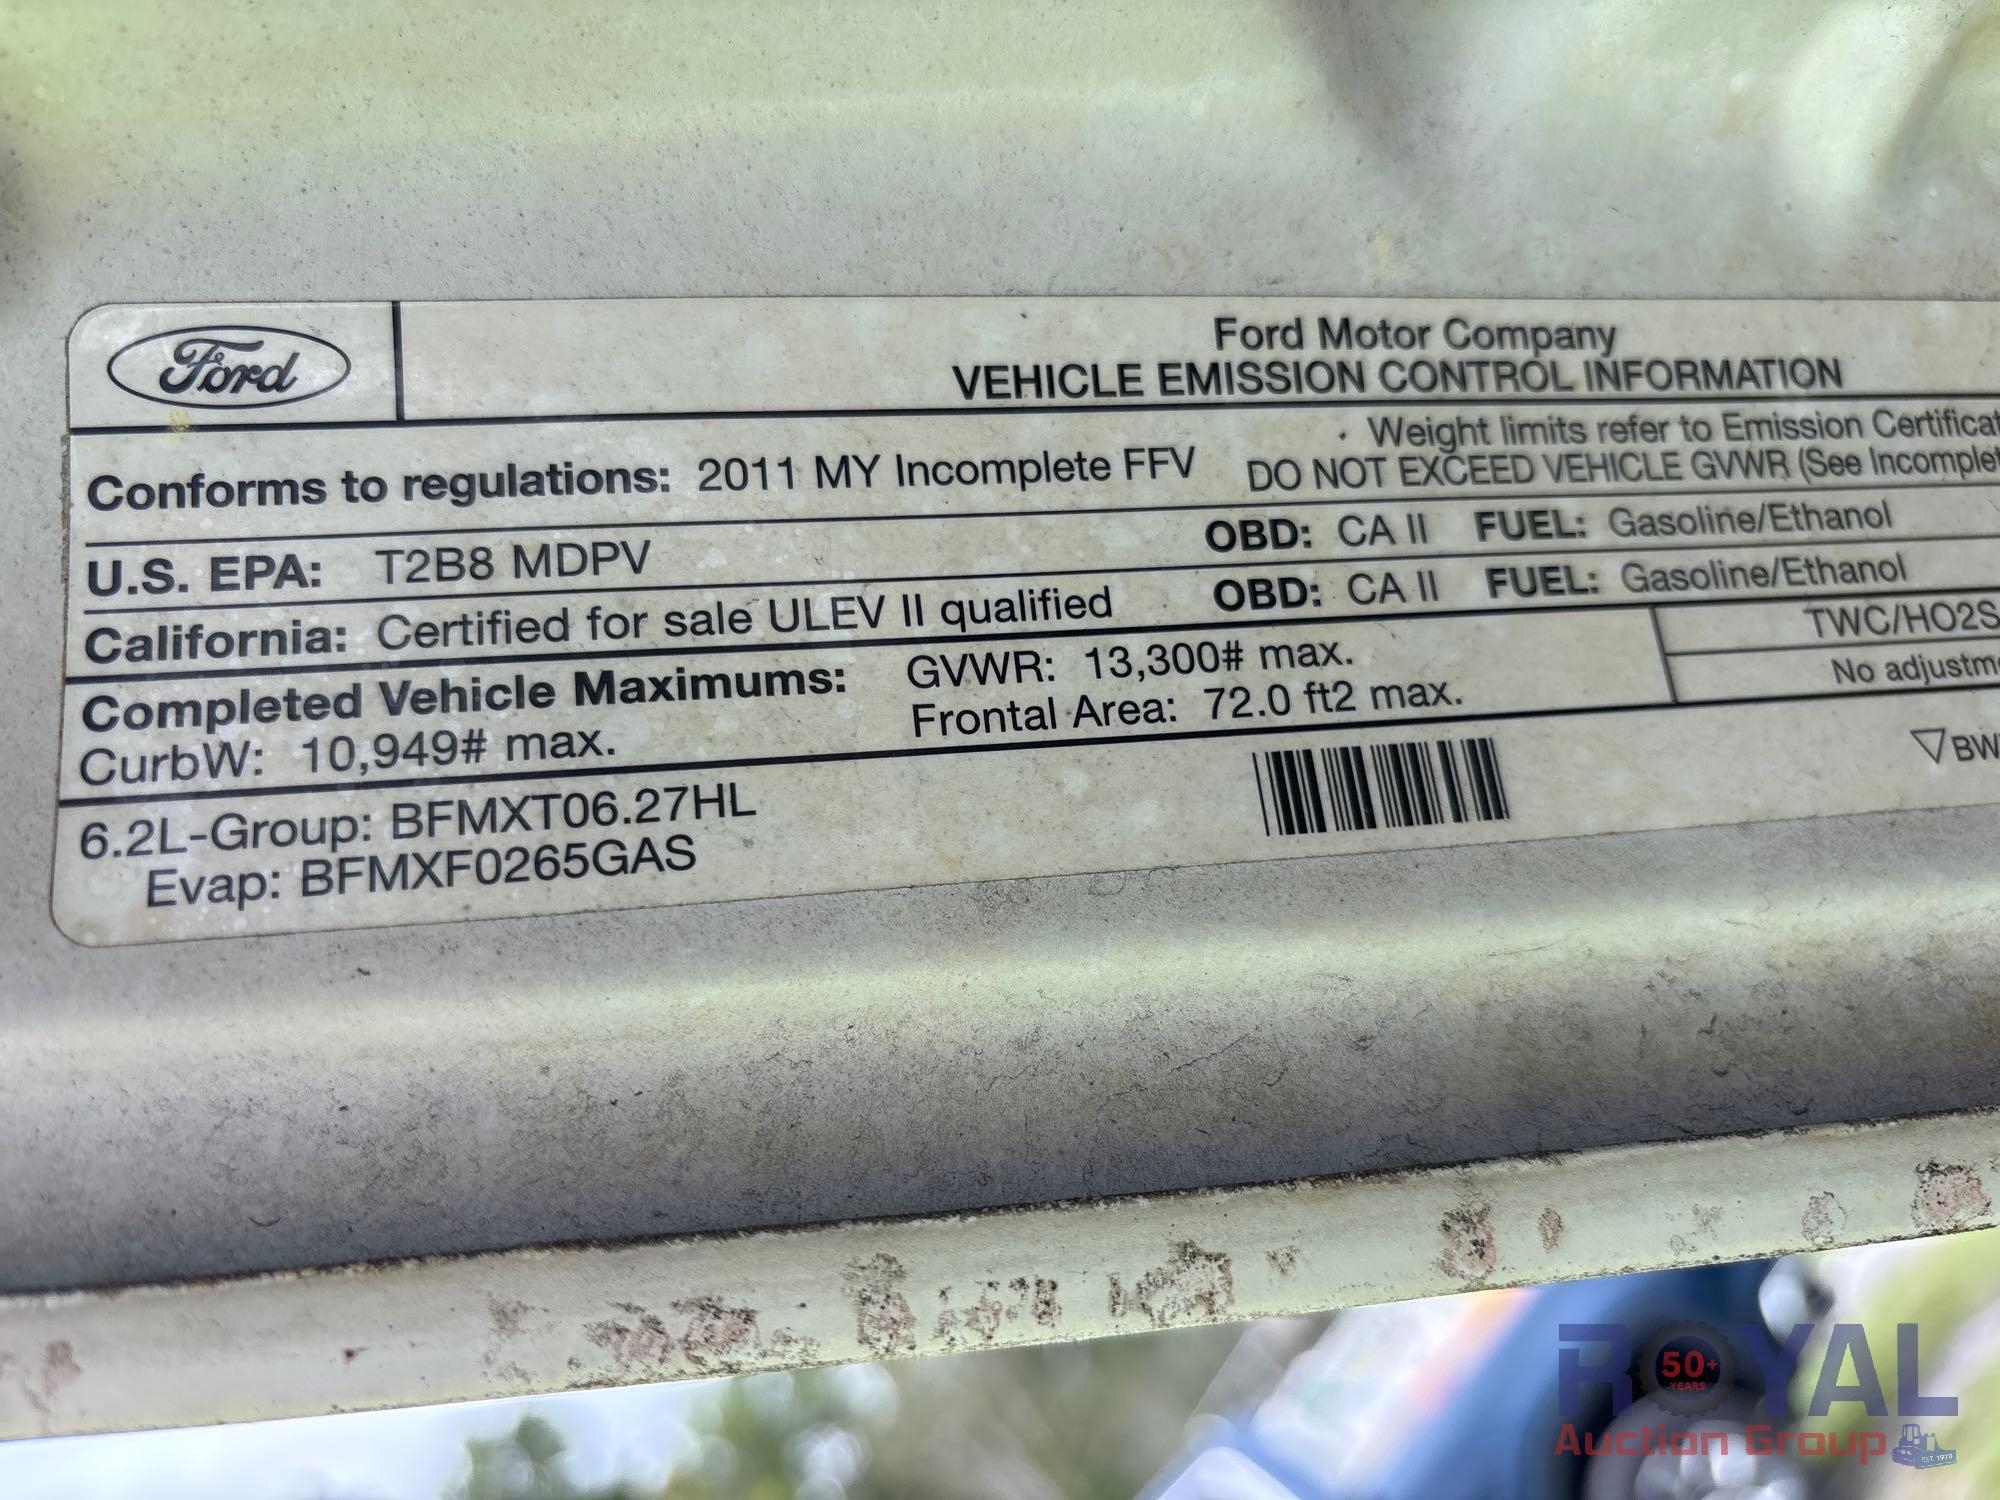 Ford
Ford Motor Company
VEHICLE EMISSION CONTROL INFORMATION
Conforms to regulations: 2011 MY Incomplete FFV
· Weight limits refer to Emission
DO NOT EXCEED VEHICLE GVWR (See
U.S. EPA: T2B8 MDPV OBD: CA II FUEL: Gasoline/Ethanol
California: Certified for sale ULEV II qualified OBD: CA II FUEL: Gasoline/Ethanol
Completed Vehicle Maximums: GVWR: 13,300# max.
CurbW: 10,949# max. Frontal Area: 72.0 ft2 max.
TWC/HO2S
No
6.2L-Group: BFMXT06.27HL
Evap: BFMXF0265GAS
ROYAL
50+
YEARS
Auction Group
EST. 1970